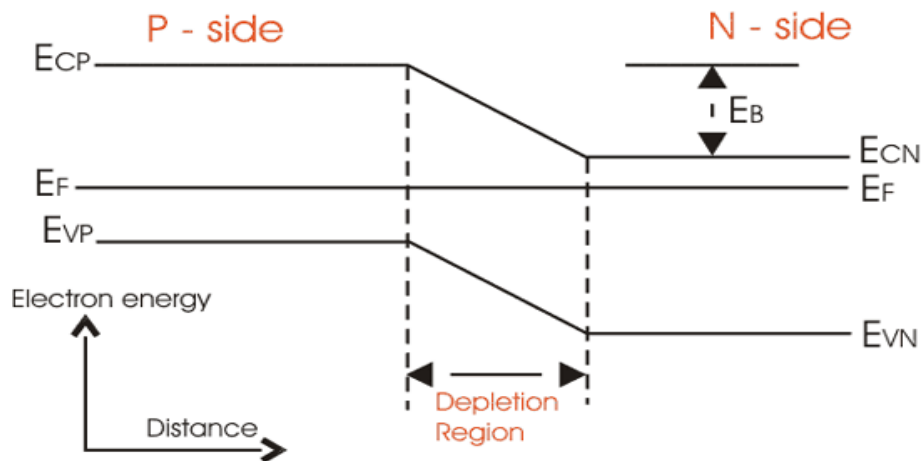 P - side
N - side
ECP
EB
ECN
EF
EF
EVP
Electron energy
EVN
Depletion
Region
Distance